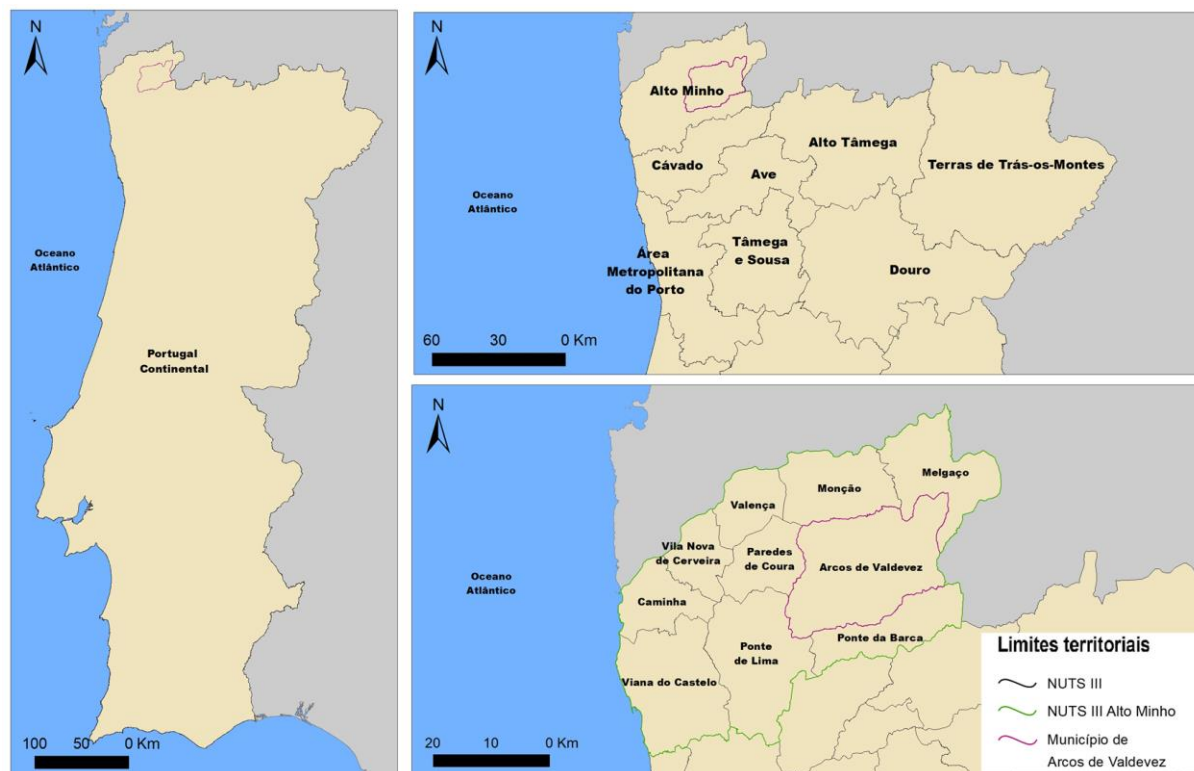 N
Oceano
Atlântico
Portugal
Continental
100 50 0 Km
N
Alto Minho
Cávado
Ave
Alto Tâmega
Terras de Trás-os-Montes
Oceano
Atlântico
Área
Metropolitana
do Porto
Tâmega
e Sousa
Douro
60 30 0 Km
N
Melgaço
Monção
Valença
Vila Nova
de Cerveira
Paredes
de Coura
Arcos de Valdevez
Oceano
Atlântico
Caminha
Ponte da Barca
Ponte
de Lima
Viana do Castelo
20 10 0 Km
Limites territoriais
NUTS III
NUTS III Alto Minho
Município de
Arcos de Valdevez